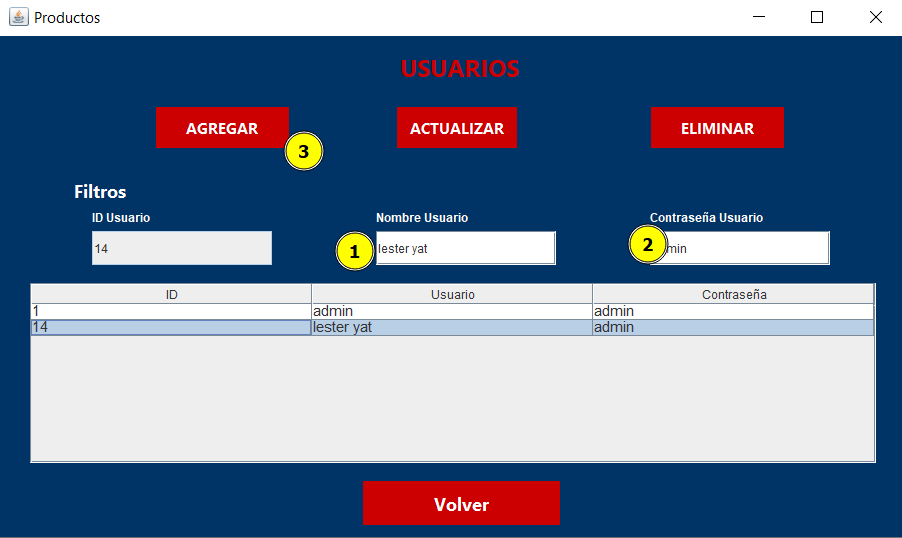 Productos
USUARIOS
AGREGAR ACTUALIZAR ELIMINAR
3
Filtros
ID Usuario Nombre Usuario Contraseña Usuario
14 1 lester yat 2 min
ID Usuario Contraseña
1 admin admin
14 lester yat admin
Volver